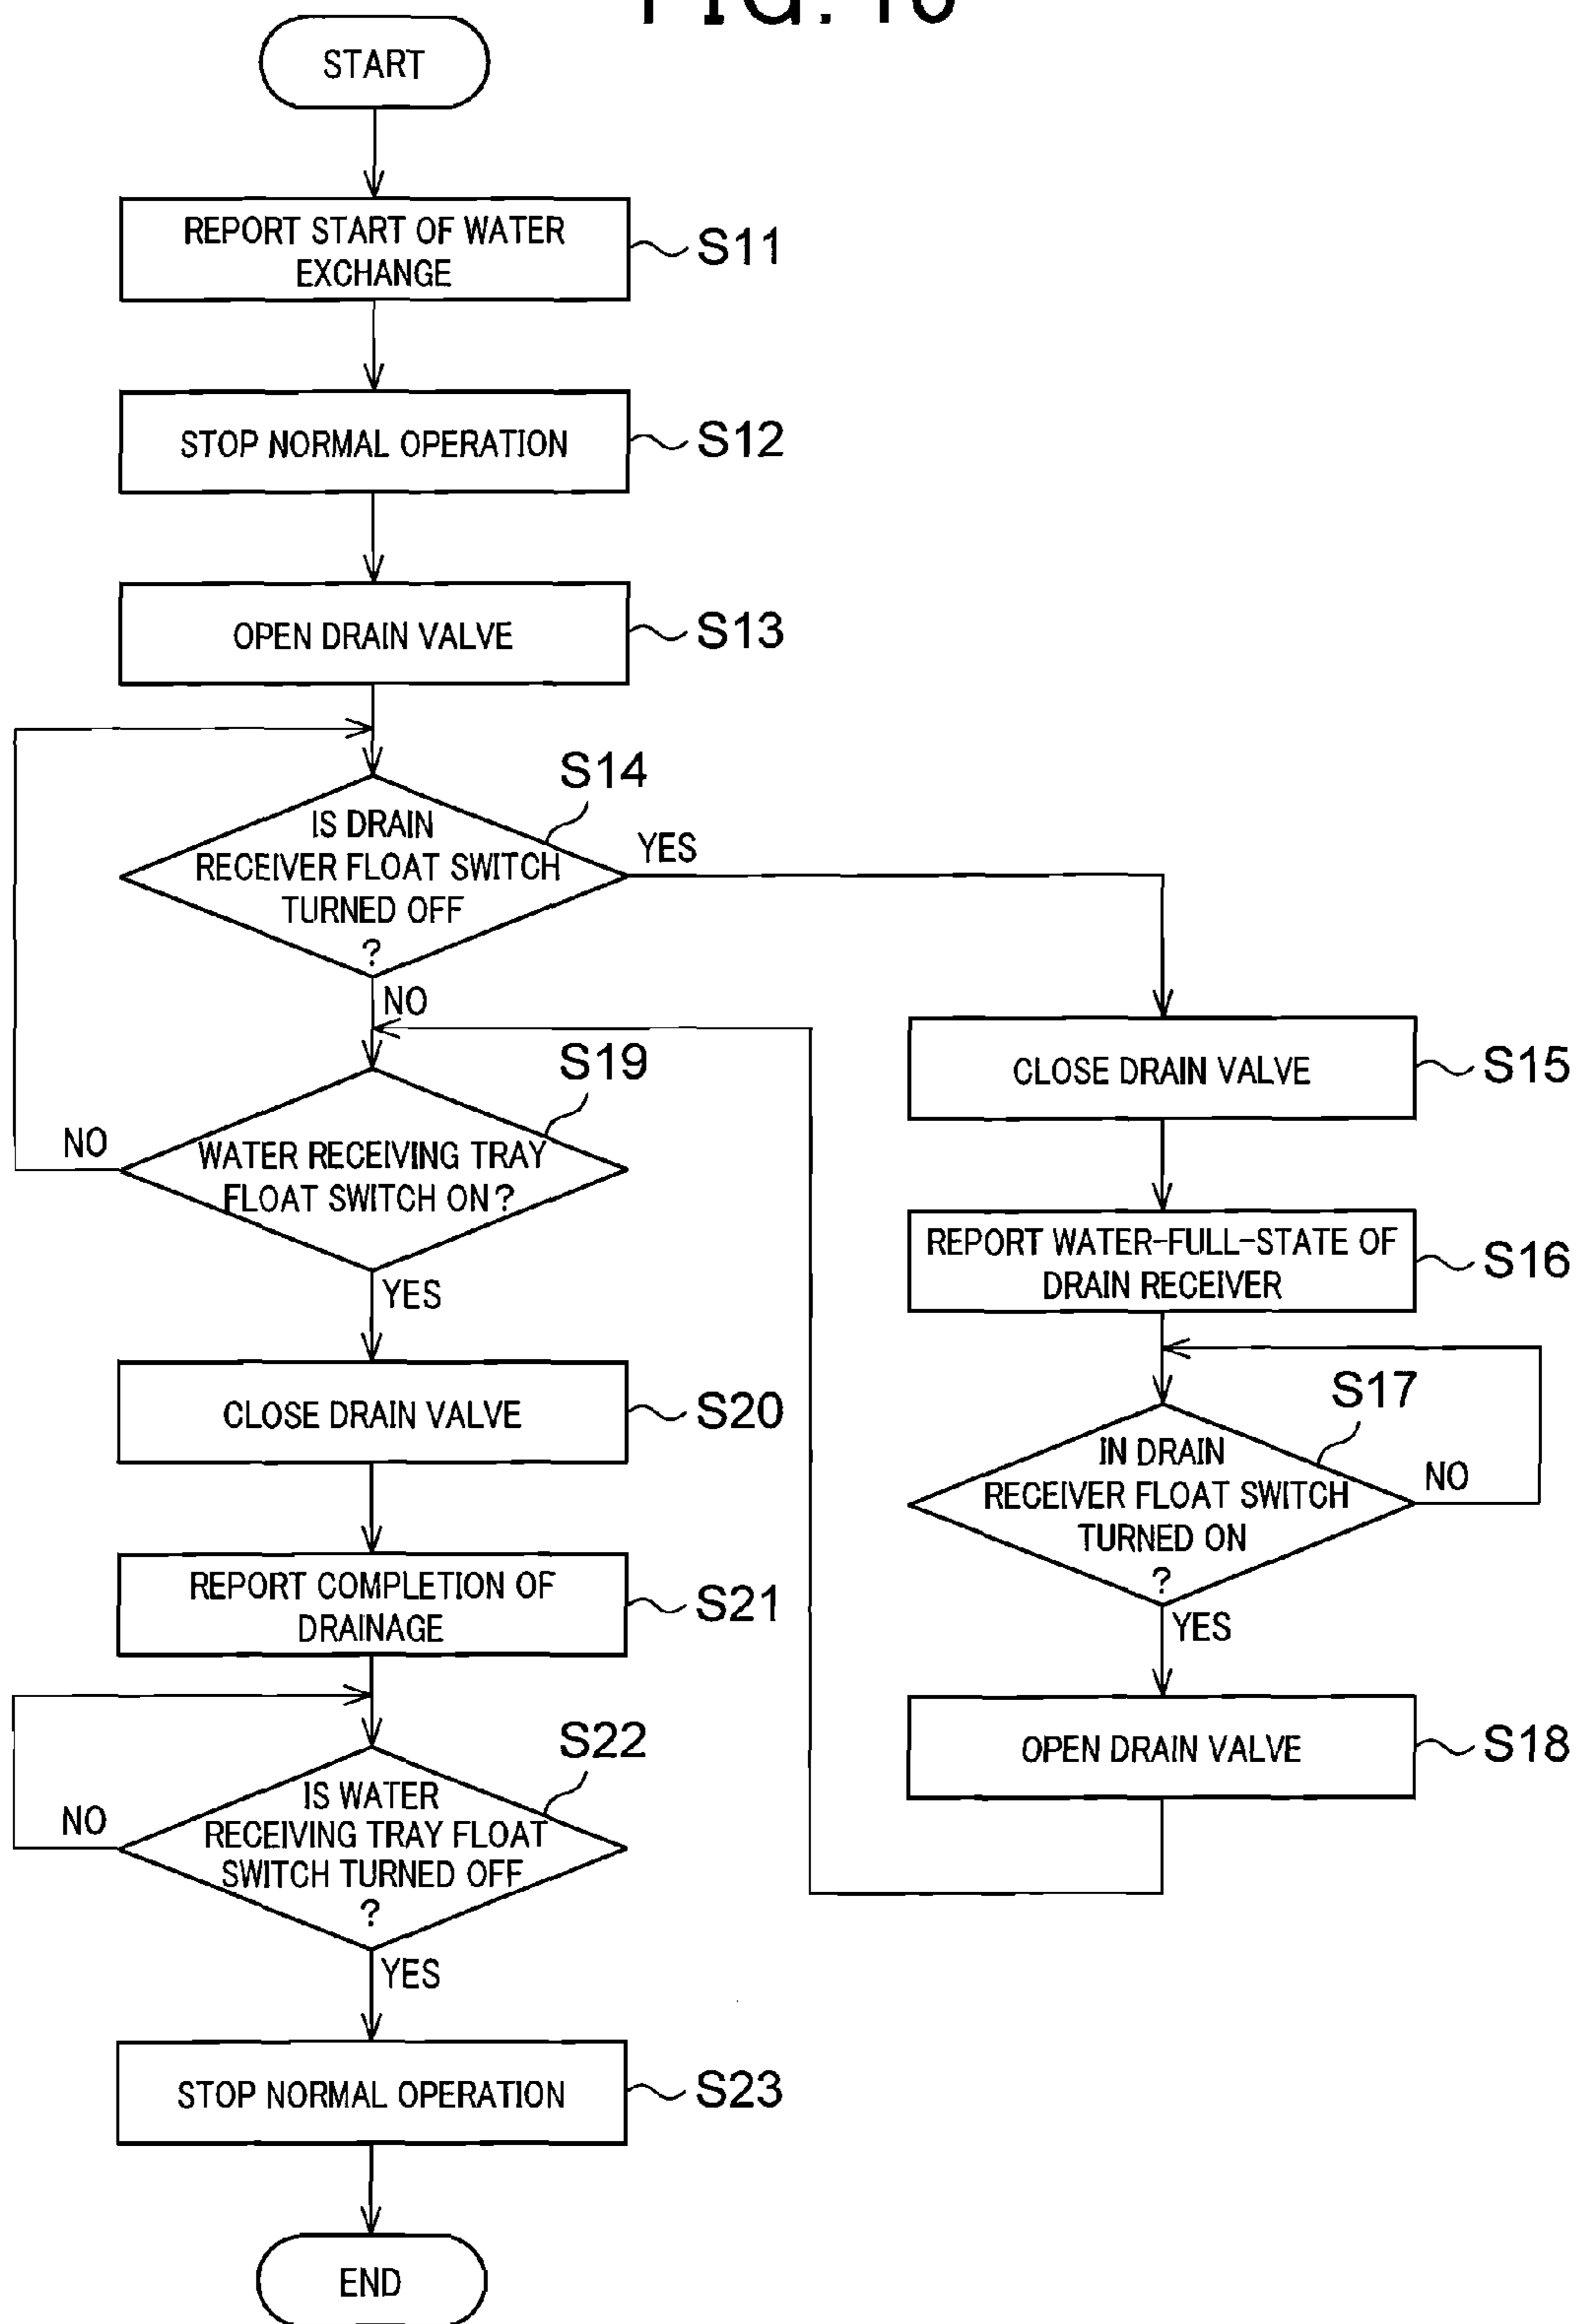 FIG.
START
REPORT START OF WATER
EXCHANGE
S11
STOP NORMAL OPERATION
S12
OPEN DRAIN VALVE
S13
S14
IS DRAIN
RECEIVER FLOAT SWITCH
TURNED OFF
?
YES
NO
S19
WATER RECEIVING TRAY
FLOAT SWITCH ON?
NO
YES
CLOSE DRAIN VALVE
S20
REPORT COMPLETION OF
DRAINAGE
S21
S22
IS WATER
RECEIVING TRAY FLOAT
SWITCH TURNED OFF
?
NO
YES
STOP NORMAL OPERATION
S23
END
CLOSE DRAIN VALVE
S15
REPORT WATER-FULL-STATE OF
DRAIN RECEIVER
S16
S17
IN DRAIN
RECEIVER FLOAT SWITCH
TURNED ON
?
NO
YES
OPEN DRAIN VALVE
S18